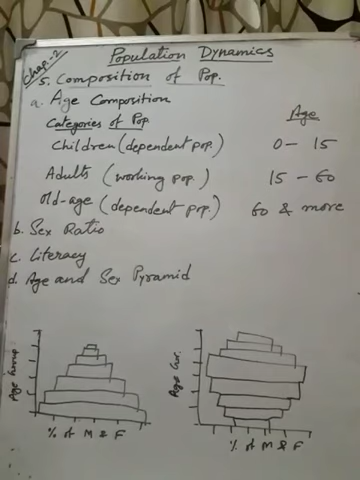 Chap.-2
Population Dynamics
5. Composition of Pop.
a. Age Composition
Categories of Pop Age
Children (dependent pop.) 0 - 15
Adults (working pop.) 15 - 60
Old-age (dependent pop.) 60 & more
b. Sex Ratio
c. Literacy
d. Age and Sex Pyramid
Age Group
% of M & F
Age Gr.
% of M & F